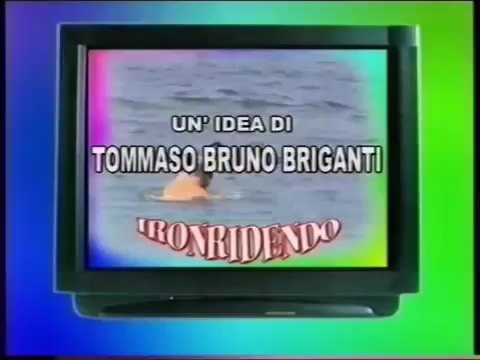 UN' IDEA DI
TOMMASO BRUNO BRIGANTI
IRONRIDENDO